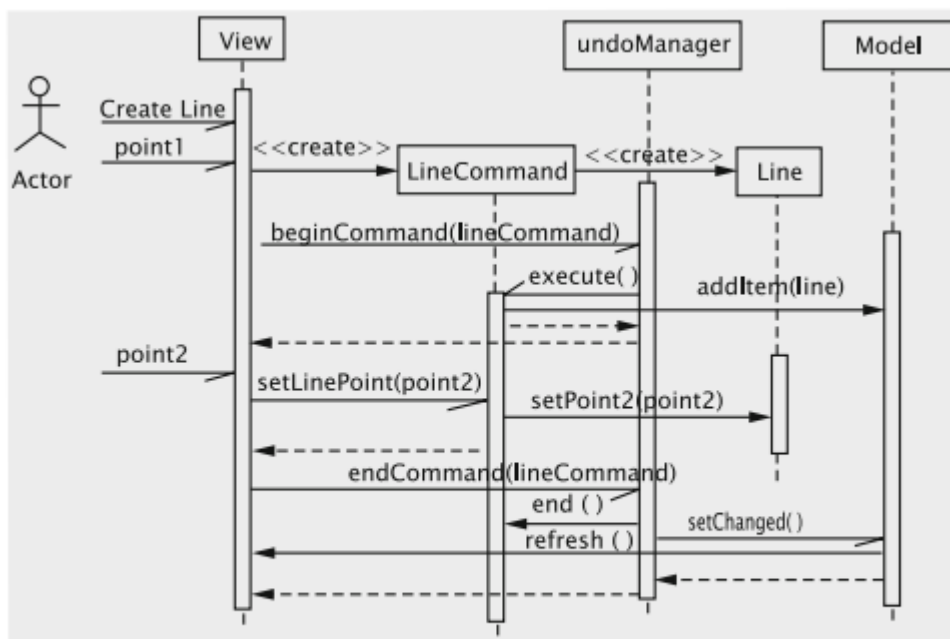 View
undoManager
Model
Create Line
point1
<<create>>
<<create>>
Actor
LineCommand
Line
beginCommand(lineCommand)
execute( )
addItem(line)
point2
setLinePoint(point2)
setPoint2(point2)
endCommand(lineCommand)
end ( )
setChanged( )
refresh ( )